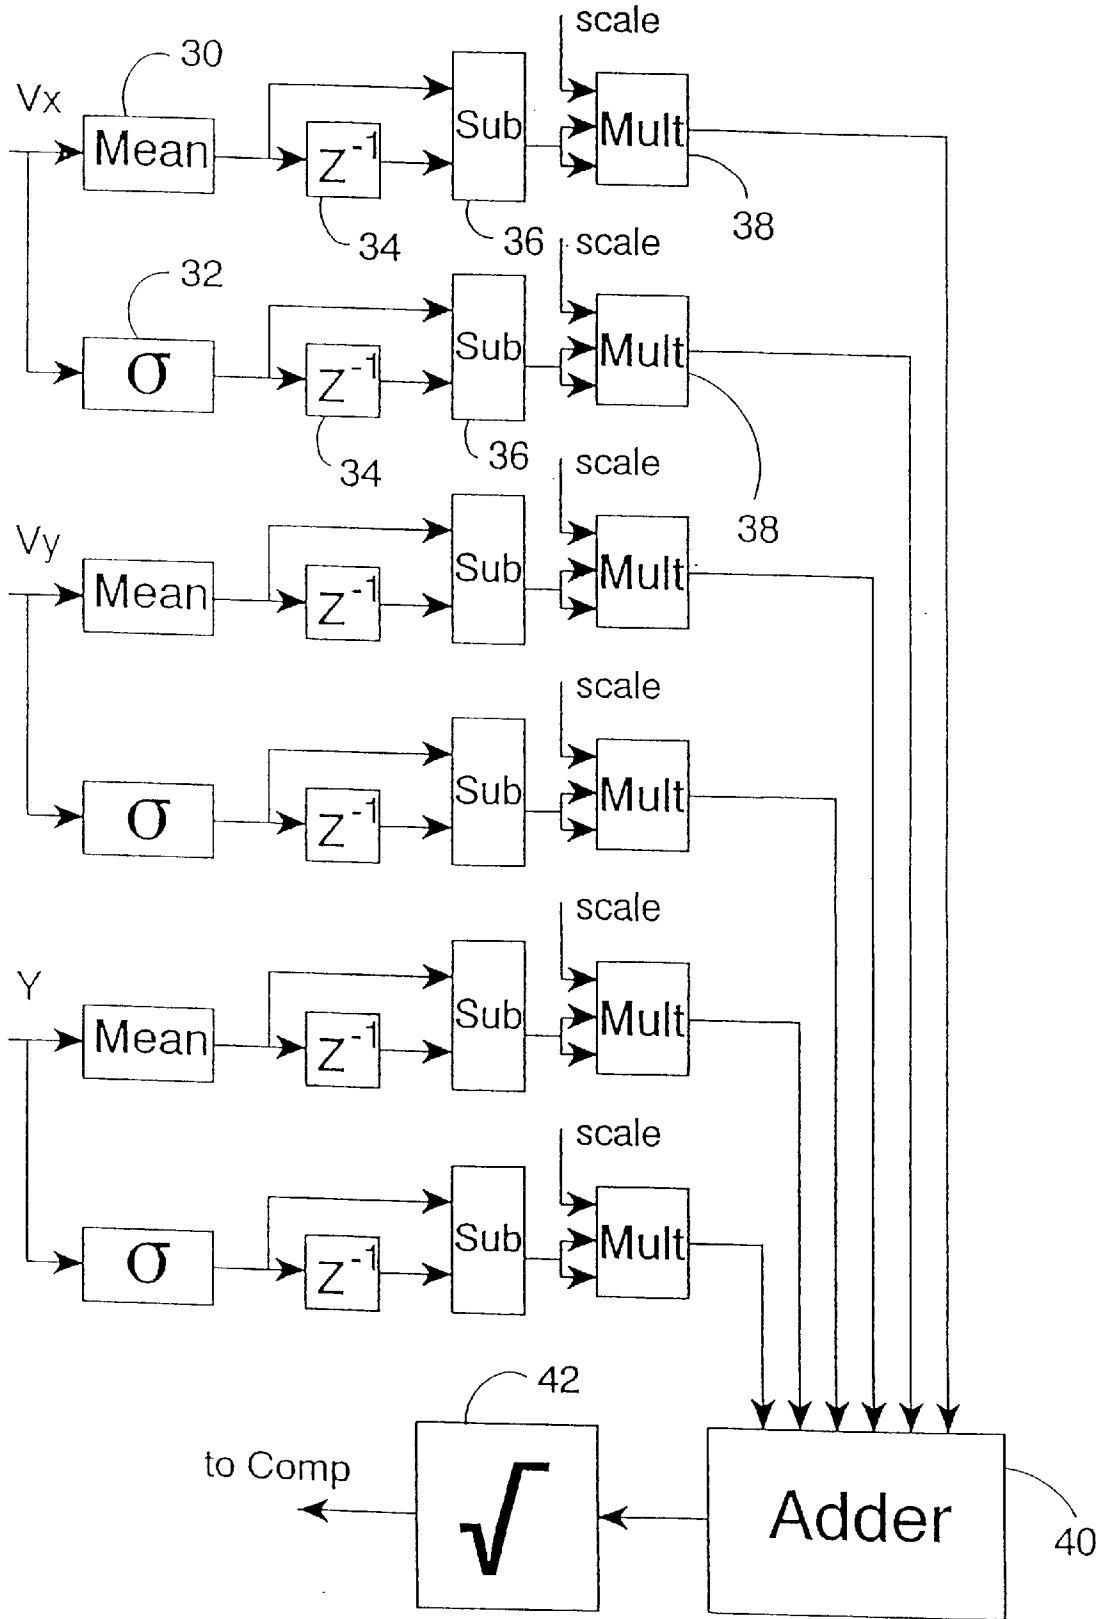 scale
30
Vx
Mean
Z⁻¹
Sub
Mult
34
36
38
scale
32
σ
Z⁻¹
Sub
Mult
34
36
38
scale
Vy
Mean
Z⁻¹
Sub
Mult
scale
σ
Z⁻¹
Sub
Mult
scale
Y
Mean
Z⁻¹
Sub
Mult
scale
σ
Z⁻¹
Sub
Mult
42
to Comp
√
Adder
40